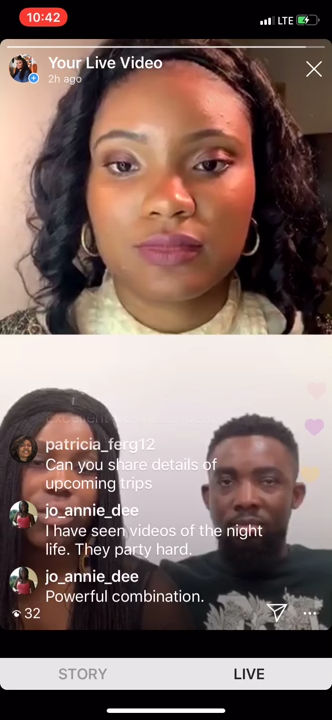 10:42
LTE
Your Live Video
2h ago
patricia_ferg12
Can you share details of
upcoming trips
jo_annie_dee
I have seen videos of the night
life. They party hard.
jo_annie_dee
Powerful combination.
32
STORY
LIVE